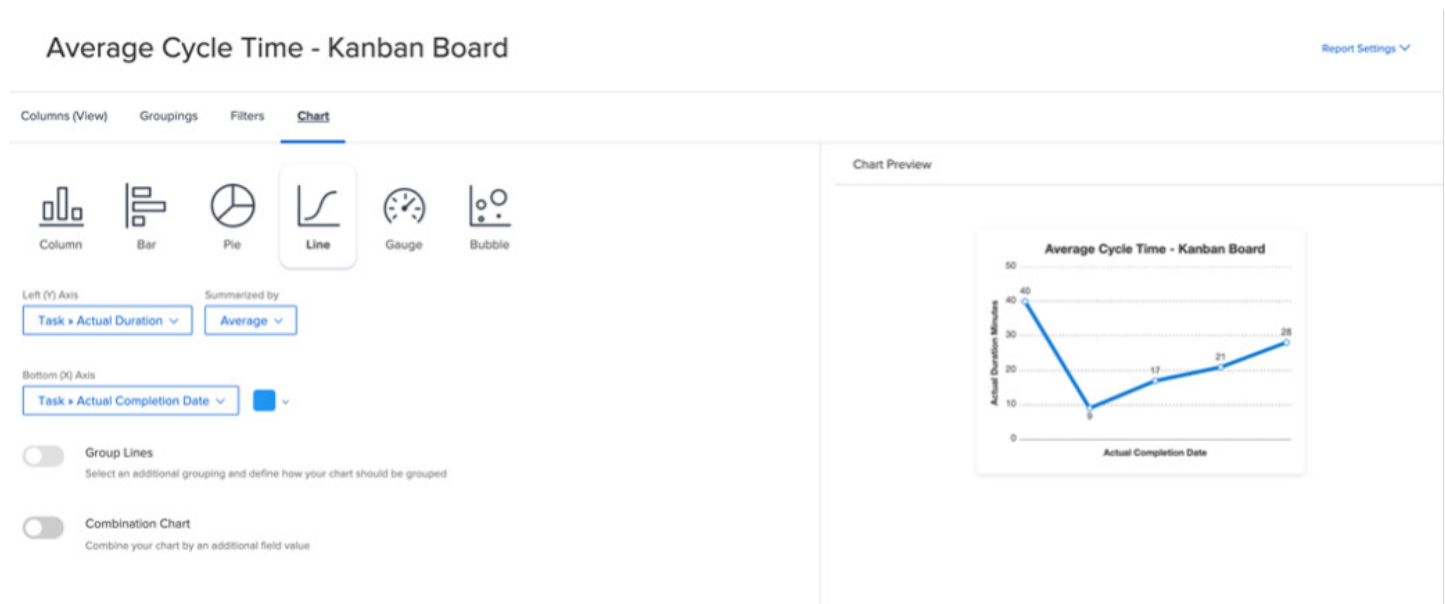 Average Cycle Time - Kanban Board
Report Settings
Columns (View) Groupings Filters Chart
Column Bar Pie Line Gauge Bubble
Left (Y) Axis Summarized by
Task » Actual Duration Average
Bottom (X) Axis
Task » Actual Completion Date
Group Lines
Select an additional grouping and define how your chart should be grouped
Combination Chart
Combine your chart by an additional field value
Chart Preview
Average Cycle Time - Kanban Board
Actual Duration Minutes
50
40
30
20
10
0
40
9
17
21
28
Actual Completion Date